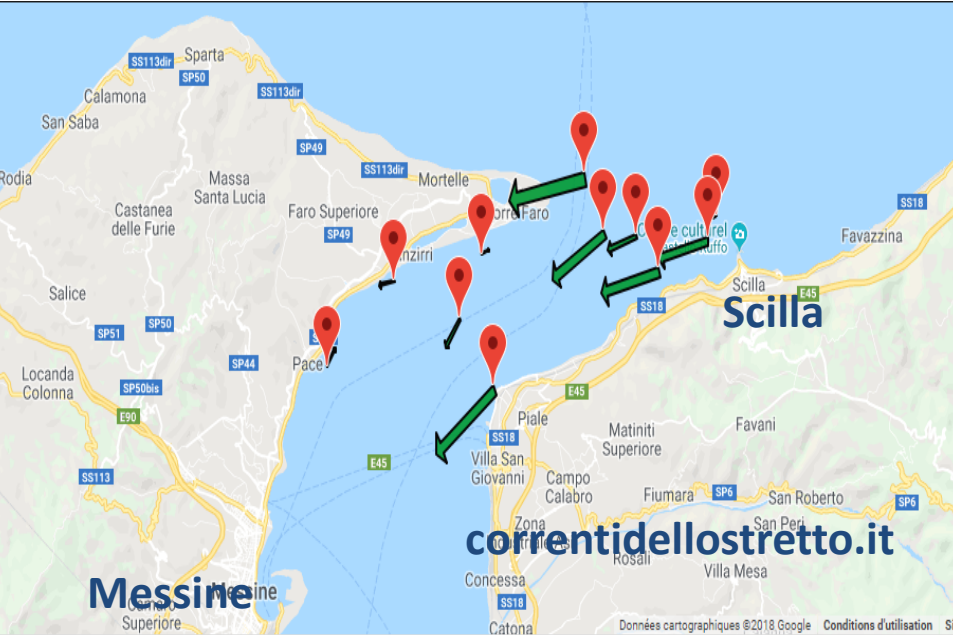 SS113dir
Sparta
SP50
SS113dir
Calamona
San Saba
SP49
SS113dir
Mortelle
Rodia
Massa
Santa Lucia
SS18
Castanea
delle Furie
Faro Superiore
SP49
Favazzina
Salice
Scilla
E45
SS18
Scilla
SP51
SP50
Pace
SP44
Locanda
Colonna
SP50bis
E90
E45
Piale
Favani
Matiniti
Superiore
SS18
E45
Villa San
Giovanni
SS113
Campo
Calabro
Fiumara
SP6
San Roberto
SP6
Zona
San Peri
correntidellostretto.it
Rosali
Villa Mesa
Concessa
Messine
Messine
Superiore
SS18
Catona
Données cartographiques ©2018 Google
Conditions d'utilisation